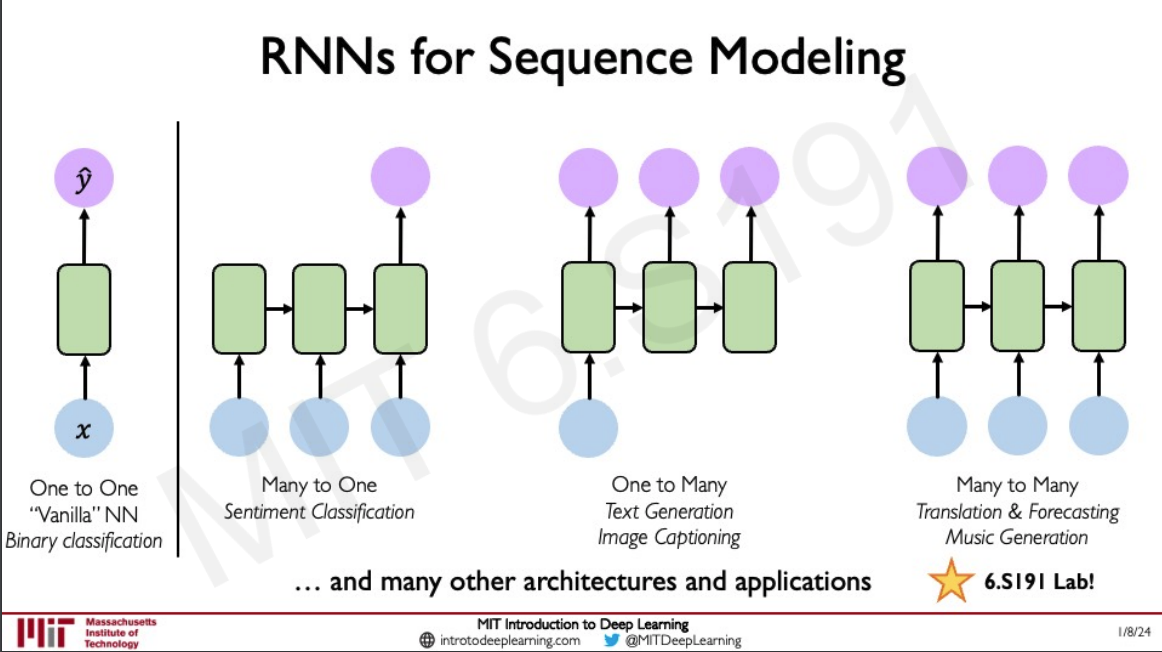 RNNs for Sequence Modeling
ŷ
x
One to One
“Vanilla” NN
Binary classification
Many to One
Sentiment Classification
One to Many
Text Generation
Image Captioning
Many to Many
Translation & Forecasting
Music Generation
… and many other architectures and applications
6.S191 Lab!
MIT 6.S191
Massachusetts
Institute of
Technology
MIT Introduction to Deep Learning
introtodeeplearning.com @MITDeepLearning
1/8/24